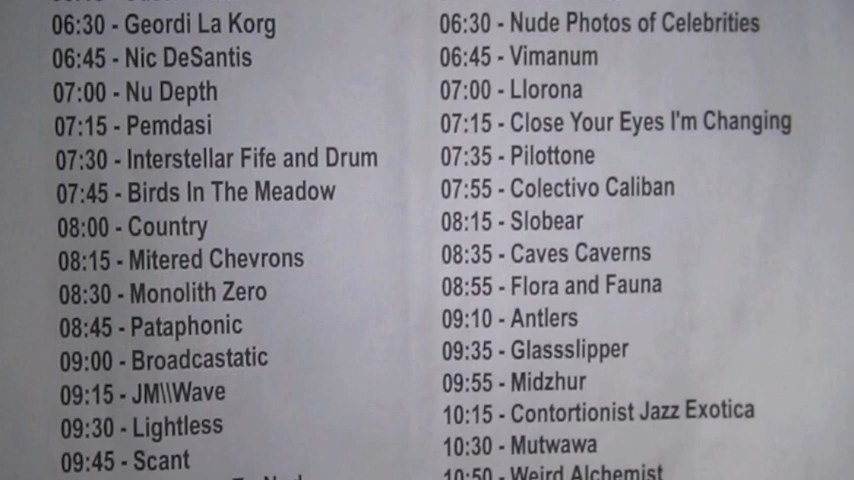 06:30 - Geordi La Korg
06:45 - Nic DeSantis
07:00 - Nu Depth
07:15 - Pemdasi
07:30 - Interstellar Fife and Drum
07:45 - Birds In The Meadow
08:00 - Country
08:15 - Mitered Chevrons
08:30 - Monolith Zero
08:45 - Pataphonic
09:00 - Broadcastatic
09:15 - JM\\Wave
09:30 - Lightless
09:45 - Scant
06:30 - Nude Photos of Celebrities
06:45 - Vimanum
07:00 - Llorona
07:15 - Close Your Eyes I'm Changing
07:35 - Pilottone
07:55 - Colectivo Caliban
08:15 - Slobear
08:35 - Caves Caverns
08:55 - Flora and Fauna
09:10 - Antlers
09:35 - Glassslipper
09:55 - Midzhur
10:15 - Contortionist Jazz Exotica
10:30 - Mutwawa
10:50 - Weird Alchemist